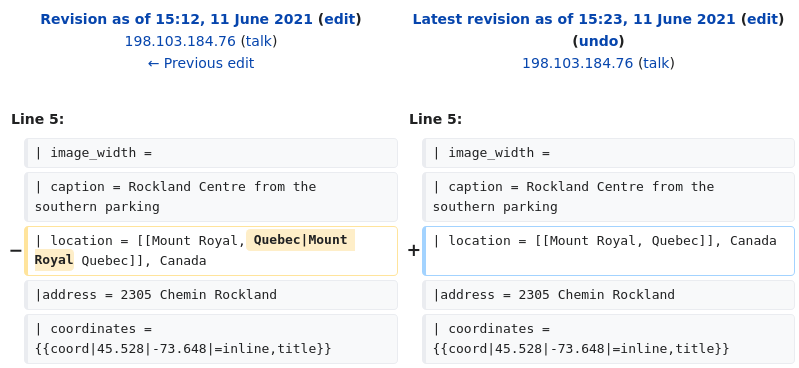 Revision as of 15:12, 11 June 2021 (edit)
198.103.184.76 (talk)
← Previous edit
Latest revision as of 15:23, 11 June 2021 (edit)
(undo)
198.103.184.76 (talk)
Line 5:
Line 5:
| image_width =
| image_width =
| caption = Rockland Centre from the
southern parking
| caption = Rockland Centre from the
southern parking
− | location = [[Mount Royal, Quebec|Mount
Royal Quebec]], Canada
+ | location = [[Mount Royal, Quebec]], Canada
|address = 2305 Chemin Rockland
|address = 2305 Chemin Rockland
| coordinates =
{{coord|45.528|-73.648|=inline,title}}
| coordinates =
{{coord|45.528|-73.648|=inline,title}}